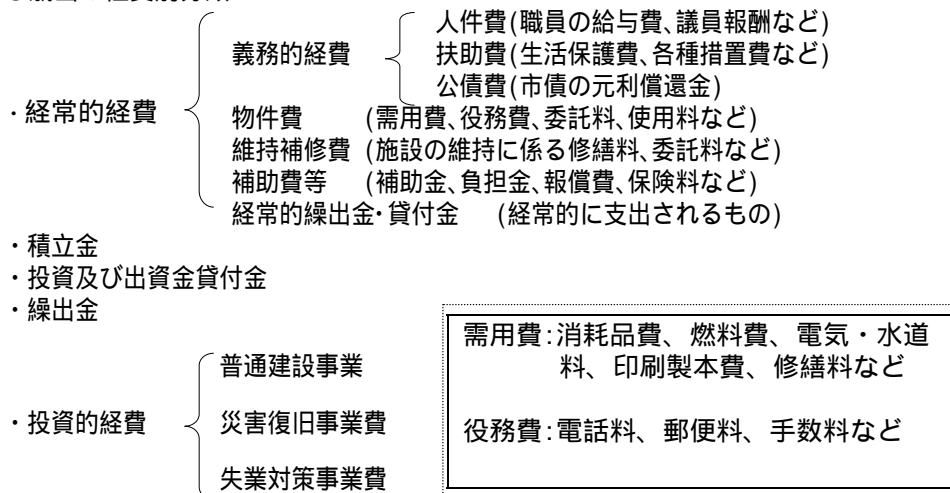 人件費(職員の給与費、議員報酬など)
義務的経費 扶助費(生活保護費、各種措置費など)
公債費(市債の元利償還金)
・経常的経費 物件費 (需用費、役務費、委託料、使用料など)
維持補修費 (施設の維持に係る修繕料、委託料など)
補助費等 (補助金、負担金、報償費、保険料など)
経常的繰出金・貸付金 (経常的に支出されるもの)
・積立金
・投資及び出資金貸付金
・繰出金
普通建設事業
・投資的経費 災害復旧事業費
失業対策事業費
需用費:消耗品費、燃料費、電気・水道
料、印刷製本費、修繕料など
役務費:電話料、郵便料、手数料など